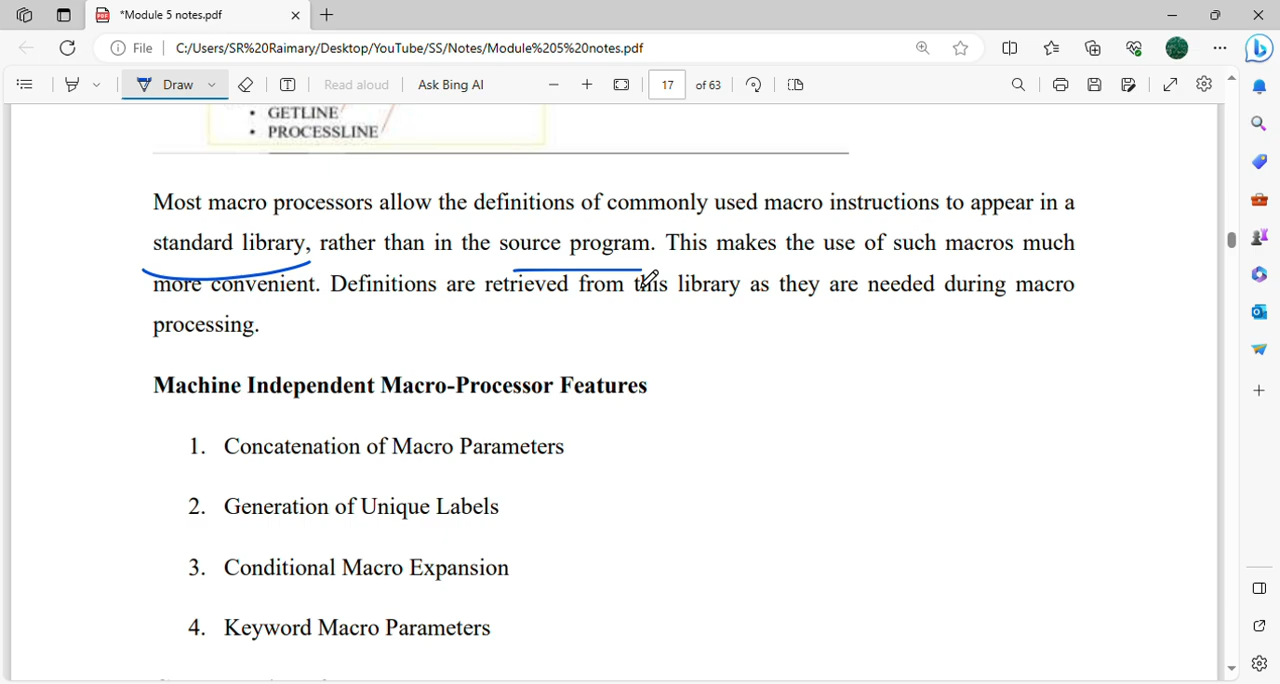 *Module 5 notes.pdf
File C:/Users/SR%20Raimary/Desktop/YouTube/SS/Notes/Module%205%20notes.pdf
Draw Read aloud Ask Bing AI 17 of 63
• GETLINE
• PROCESSLINE
Most macro processors allow the definitions of commonly used macro instructions to appear in a
standard library, rather than in the source program. This makes the use of such macros much
more convenient. Definitions are retrieved from this library as they are needed during macro
processing.
Machine Independent Macro-Processor Features
1. Concatenation of Macro Parameters
2. Generation of Unique Labels
3. Conditional Macro Expansion
4. Keyword Macro Parameters